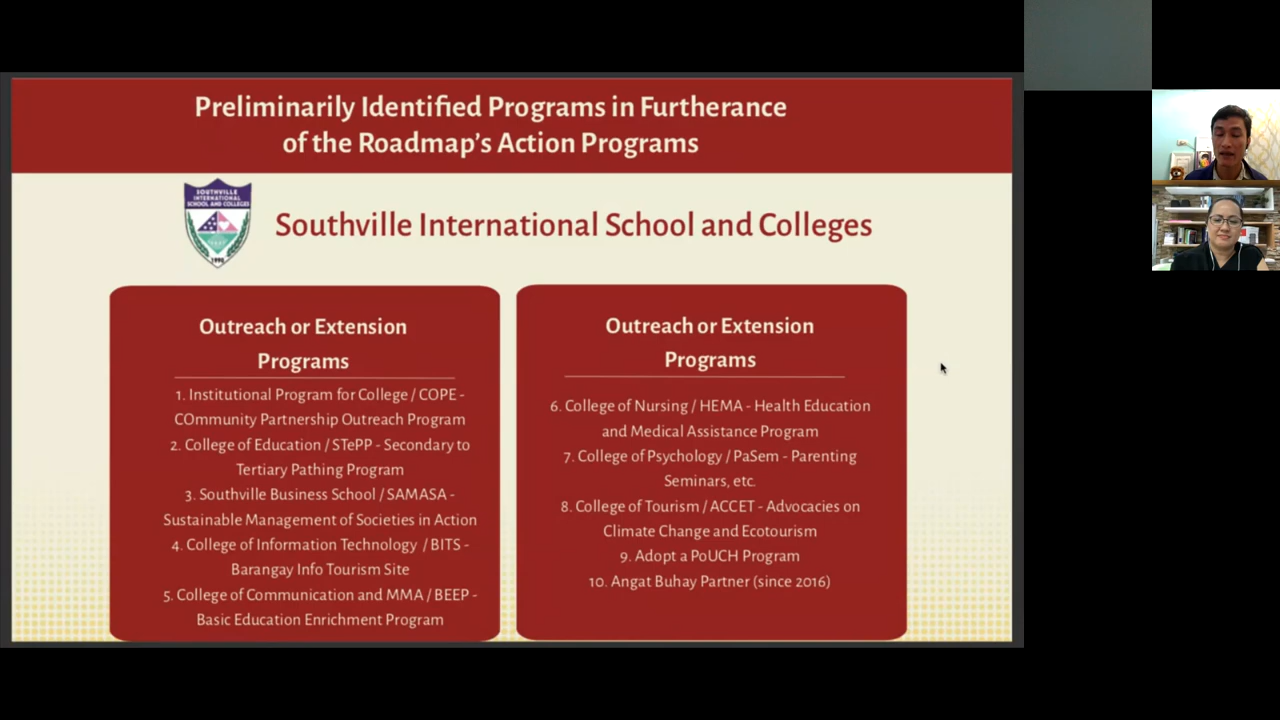 Preliminarily Identified Programs in Furtherance
of the Roadmap's Action Programs
SOUTHVILLE
INTERNATIONAL
SCHOOL AND COLLEGES
1990
Southville International School and Colleges
Outreach or Extension
Programs
1. Institutional Program for College / COPE -
COmmunity Partnership Outreach Program
2. College of Education / STePP - Secondary to
Tertiary Pathing Program
3. Southville Business School / SAMASA -
Sustainable Management of Societies in Action
4. College of Information Technology / BITS -
Barangay Info Tourism Site
5. College of Communication and MMA / BEEP -
Basic Education Enrichment Program
Outreach or Extension
Programs
6. College of Nursing / HEMA - Health Education
and Medical Assistance Program
7. College of Psychology / PaSem - Parenting
Seminars, etc.
8. College of Tourism / ACCET - Advocacies on
Climate Change and Ecotourism
9. Adopt a PoUCH Program
10. Angat Buhay Partner (since 2016)